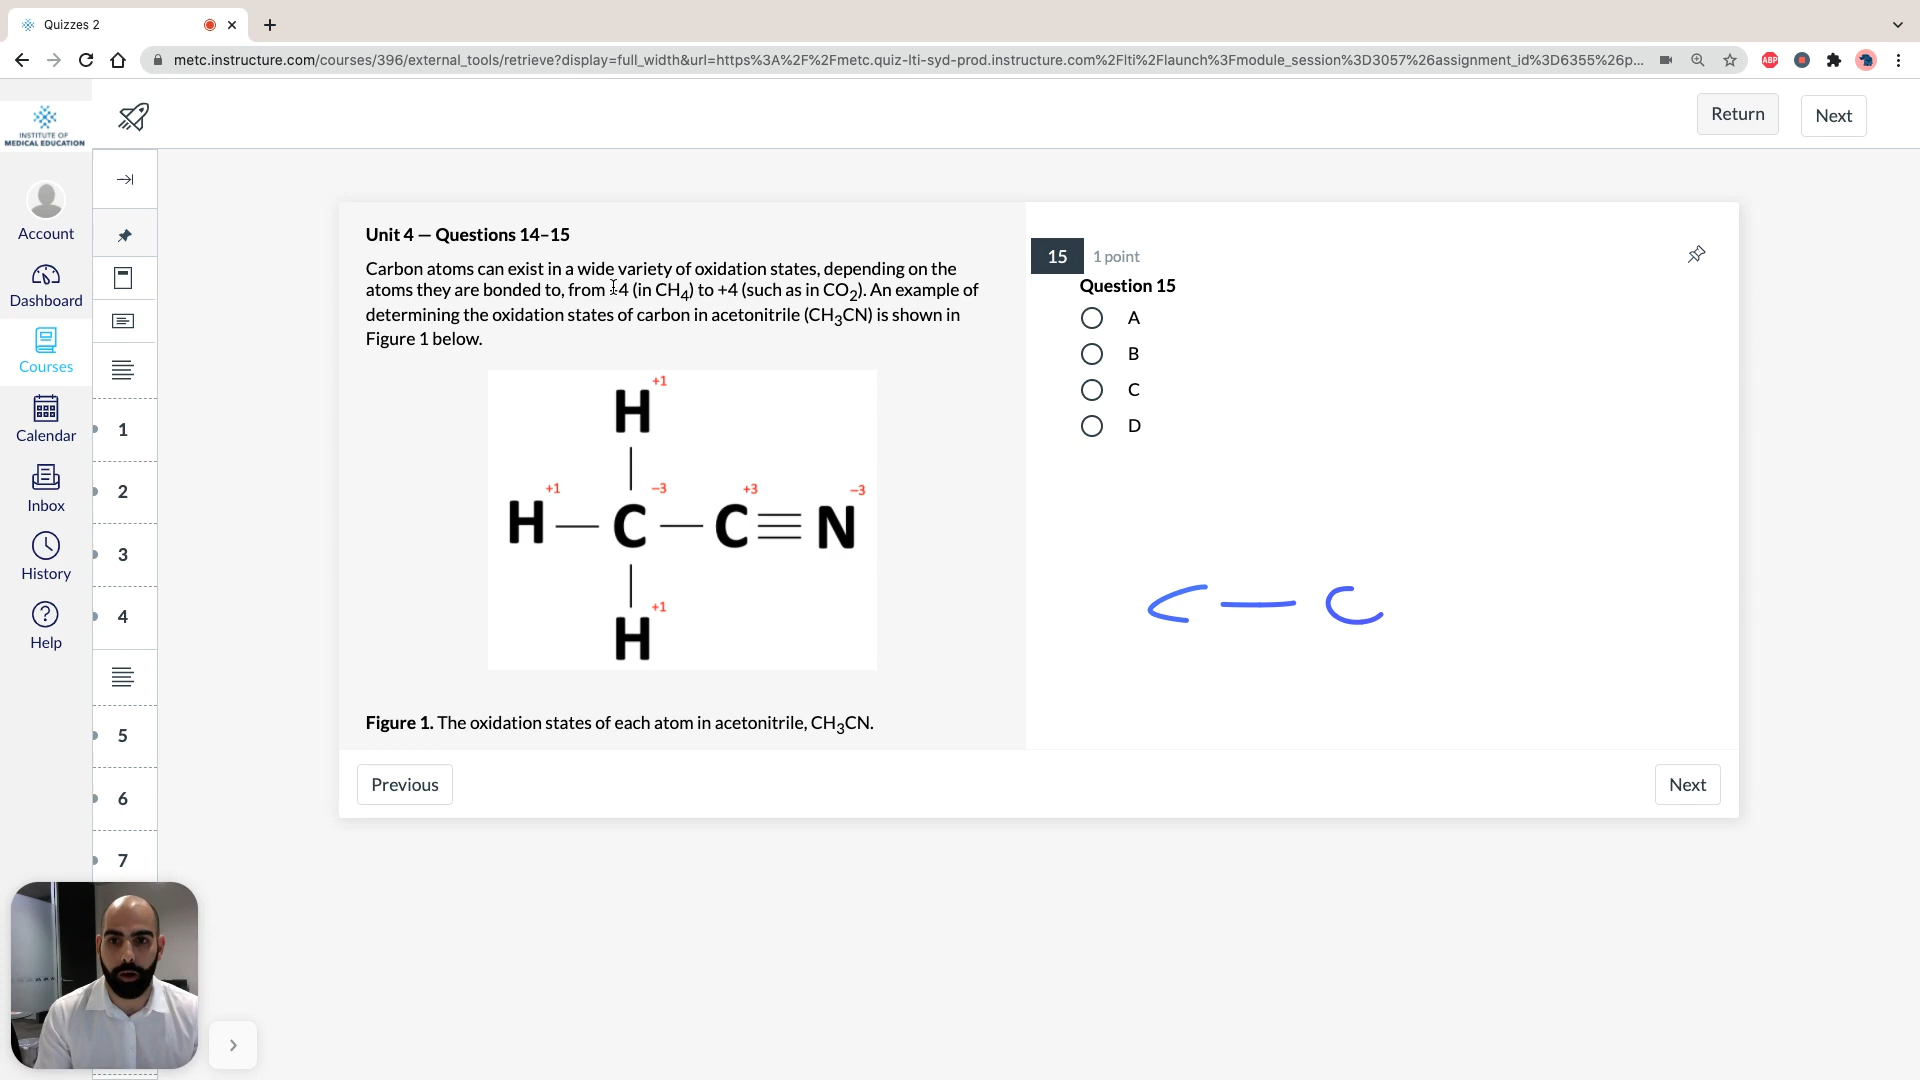 Quizzes 2
metc.instructure.com/courses/396/external_tools/retrieve?display=full_width&url=https%3A%2F%2Fmetc.quiz-lti-syd-prod.instructure.com%2Flti%2Flaunch%3Fmodule_session%3D3057%26assignment_id%3D6355%26p...
ABP
INSTITUTE OF
MEDICAL EDUCATION
Return
Next
Account
Dashboard
Courses
Calendar
Inbox
History
Help
1
2
3
4
5
6
7
Unit 4 — Questions 14–15
Carbon atoms can exist in a wide variety of oxidation states, depending on the
atoms they are bonded to, from –4 (in CH4) to +4 (such as in CO2). An example of
determining the oxidation states of carbon in acetonitrile (CH3CN) is shown in
Figure 1 below.
+1
H
+1 –3 +3 –3
H — C — C ≡ N
+1
H
Figure 1. The oxidation states of each atom in acetonitrile, CH3CN.
15
1 point
Question 15
A
B
C
D
C — C
Previous
Next